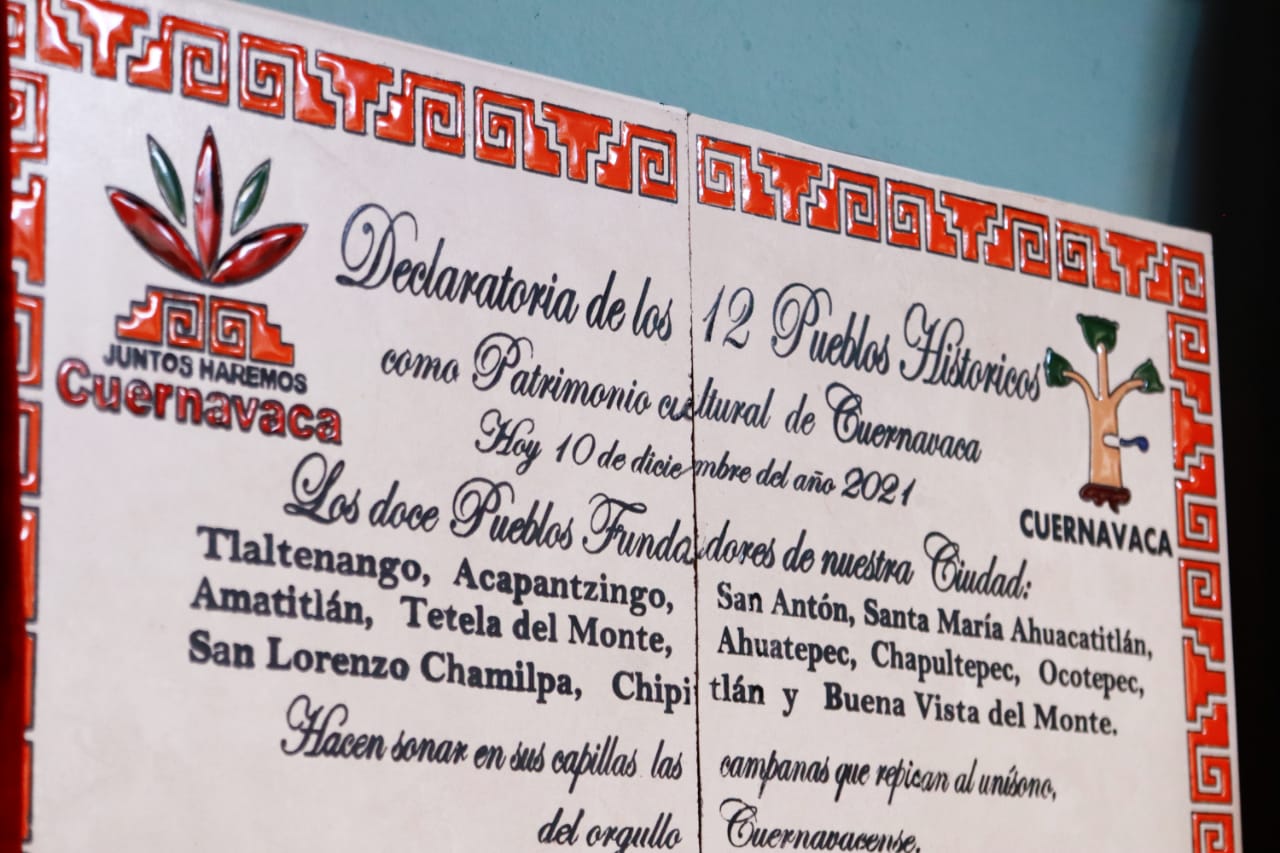 JUNTOS HAREMOS
Cuernavaca
Declaratoria de los 12 Pueblos Historicos
como Patrimonio cultural de Cuernavaca
Hoy 10 de diciembre del año 2021
CUERNAVACA
Los doce Pueblos Fundadores de nuestra Ciudad:
Tlaltenango, Acapantzingo, San Antón, Santa María Ahuacatitlán,
Amatitlán, Tetela del Monte, Ahuatepec, Chapultepec, Ocotepec,
San Lorenzo Chamilpa, Chipitlán y Buena Vista del Monte.
Hacen sonar en sus capillas las campanas que repican al unísono,
del orgullo Cuernavacense.